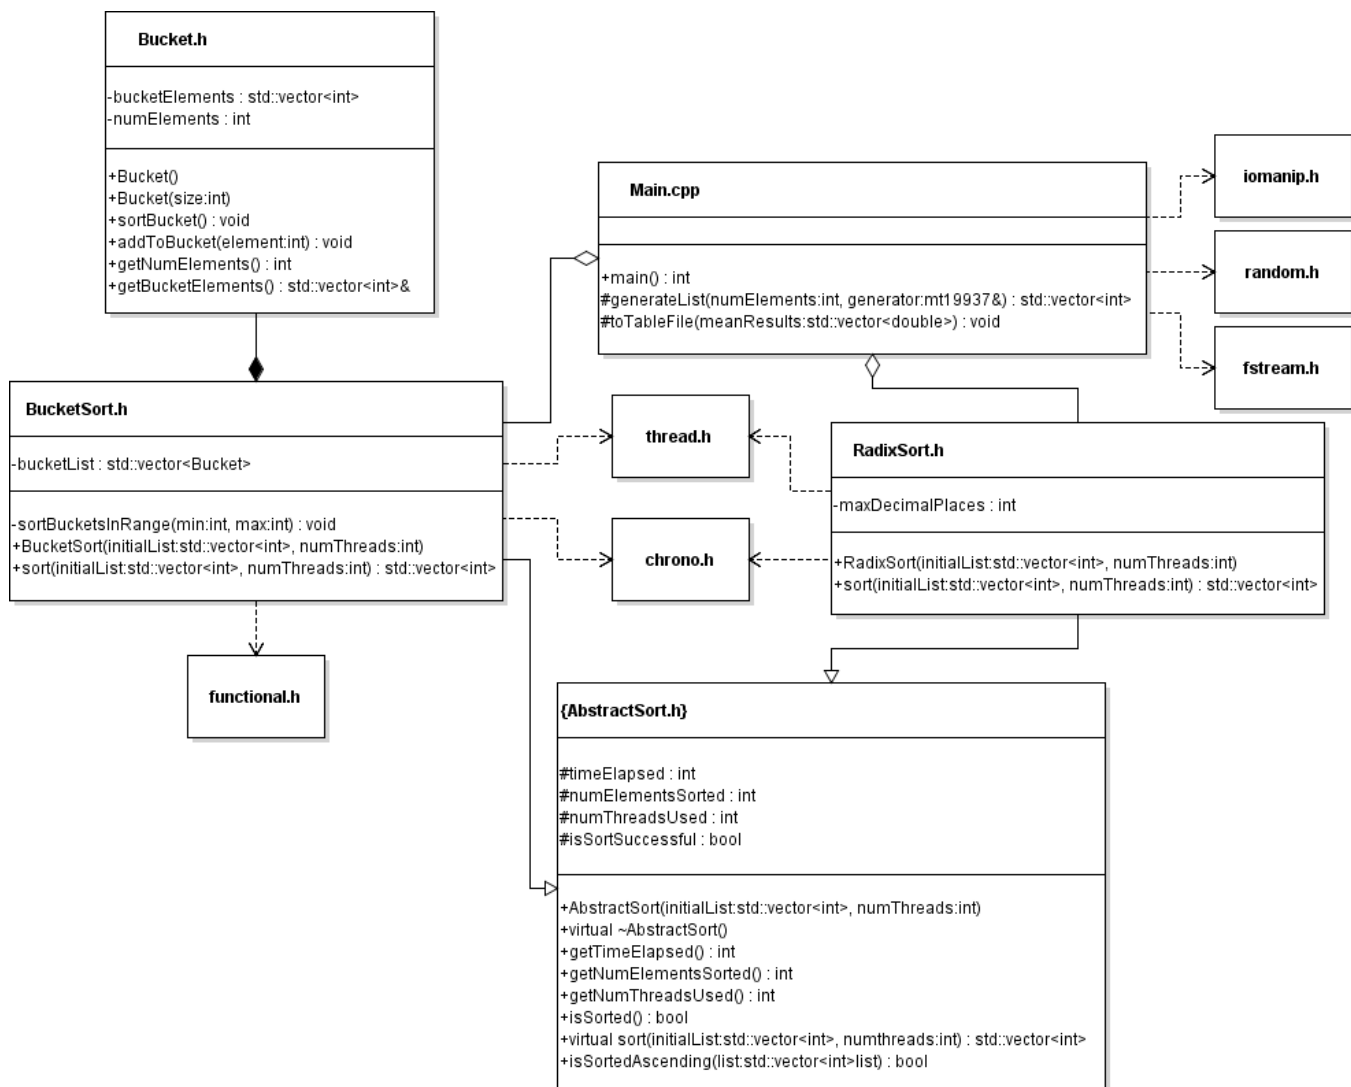 Bucket.h
-bucketElements : std::vector<int>
-numElements : int
+Bucket()
+Bucket(size:int)
+sortBucket() : void
+addToBucket(element:int) : void
+getNumElements() : int
+getBucketElements() : std::vector<int>&
Main.cpp
+main() : int
#generateList(numElements:int, generator:mt19937&) : std::vector<int>
#toTableFile(meanResults:std::vector<double>) : void
iomanip.h
random.h
fstream.h
BucketSort.h
-bucketList : std::vector<Bucket>
-sortBucketsInRange(min:int, max:int) : void
+BucketSort(initialList:std::vector<int>, numThreads:int)
+sort(initialList:std::vector<int>, numThreads:int) : std::vector<int>
thread.h
chrono.h
RadixSort.h
-maxDecimalPlaces : int
+RadixSort(initialList:std::vector<int>, numThreads:int)
+sort(initialList:std::vector<int>, numThreads:int) : std::vector<int>
functional.h
{AbstractSort.h}
#timeElapsed : int
#numElementsSorted : int
#numThreadsUsed : int
#isSortSuccessful : bool
+AbstractSort(initialList:std::vector<int>, numThreads:int)
+virtual ~AbstractSort()
+getTimeElapsed() : int
+getNumElementsSorted() : int
+getNumThreadsUsed() : int
+isSorted() : bool
+virtual sort(initialList:std::vector<int>, numthreads:int) : std::vector<int>
+isSortedAscending(list:std::vector<int>list) : bool